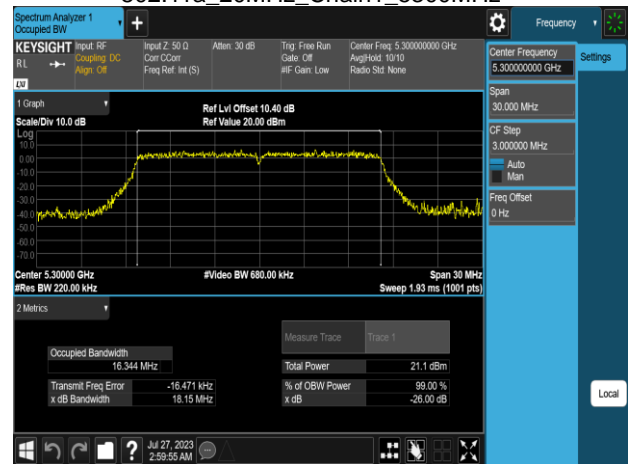 Spectrum Analyzer 1
Occupied BW
Frequency
KEYSIGHT
RL
LXI
Input: RF
Coupling: DC
Align: Off
Input Z: 50 Ω
Corr CCorr
Freq Ref: Int (S)
Atten: 30 dB
Trig: Free Run
Gate: Off
#IF Gain: Low
Center Freq: 5.300000000 GHz
Avg|Hold: 10/10
Radio Std: None
Center Frequency
5.300000000 GHz
Settings
Span
30.000 MHz
CF Step
3.000000 MHz
Auto
Man
Freq Offset
0 Hz
Local
1 Graph
Scale/Div 10.0 dB
Ref Lvl Offset 10.40 dB
Ref Value 20.00 dBm
Log
10.0
0.00
-10.0
-20.0
-30.0
-40.0
-50.0
-60.0
-70.0
Center 5.30000 GHz
#Video BW 680.00 kHz
Span 30 MHz
#Res BW 220.00 kHz
Sweep 1.93 ms (1001 pts)
2 Metrics
Measure Trace
Trace 1
Occupied Bandwidth
16.344 MHz
Total Power
21.1 dBm
Transmit Freq Error
-16.471 kHz
% of OBW Power
99.00 %
x dB Bandwidth
18.15 MHz
x dB
-26.00 dB
Jul 27, 2023
2:59:55 AM